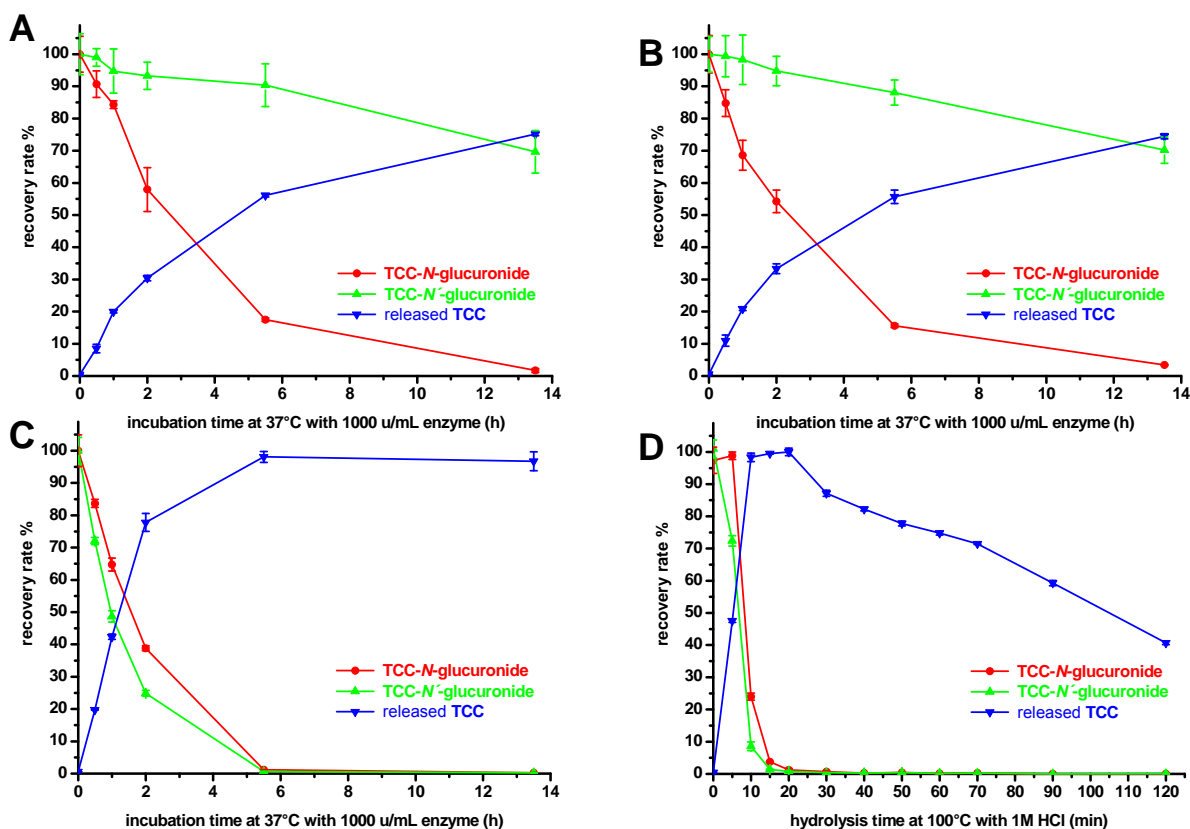 A
recovery rate %
100
90
80
70
60
50
40
30
20
10
0
TCC-N-glucuronide
TCC-N´-glucuronide
released TCC
0 2 4 6 8 10 12 14
incubation time at 37°C with 1000 u/mL enzyme (h)
B
recovery rate %
100
90
80
70
60
50
40
30
20
10
0
TCC-N-glucuronide
TCC-N´-glucuronide
released TCC
0 2 4 6 8 10 12 14
incubation time at 37°C with 1000 u/mL enzyme (h)
C
recovery rate %
100
90
80
70
60
50
40
30
20
10
0
TCC-N-glucuronide
TCC-N´-glucuronide
released TCC
0 2 4 6 8 10 12 14
incubation time at 37°C with 1000 u/mL enzyme (h)
D
recovery rate %
100
90
80
70
60
50
40
30
20
10
0
TCC-N-glucuronide
TCC-N´-glucuronide
released TCC
0 10 20 30 40 50 60 70 80 90 100 110 120
hydrolysis time at 100°C with 1M HCl (min)